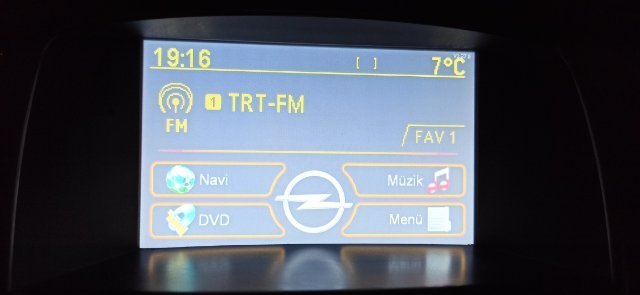 19:16 [ ] 7°C
1 TRT-FM
FM
FAV 1
Navi Müzik
DVD Menü